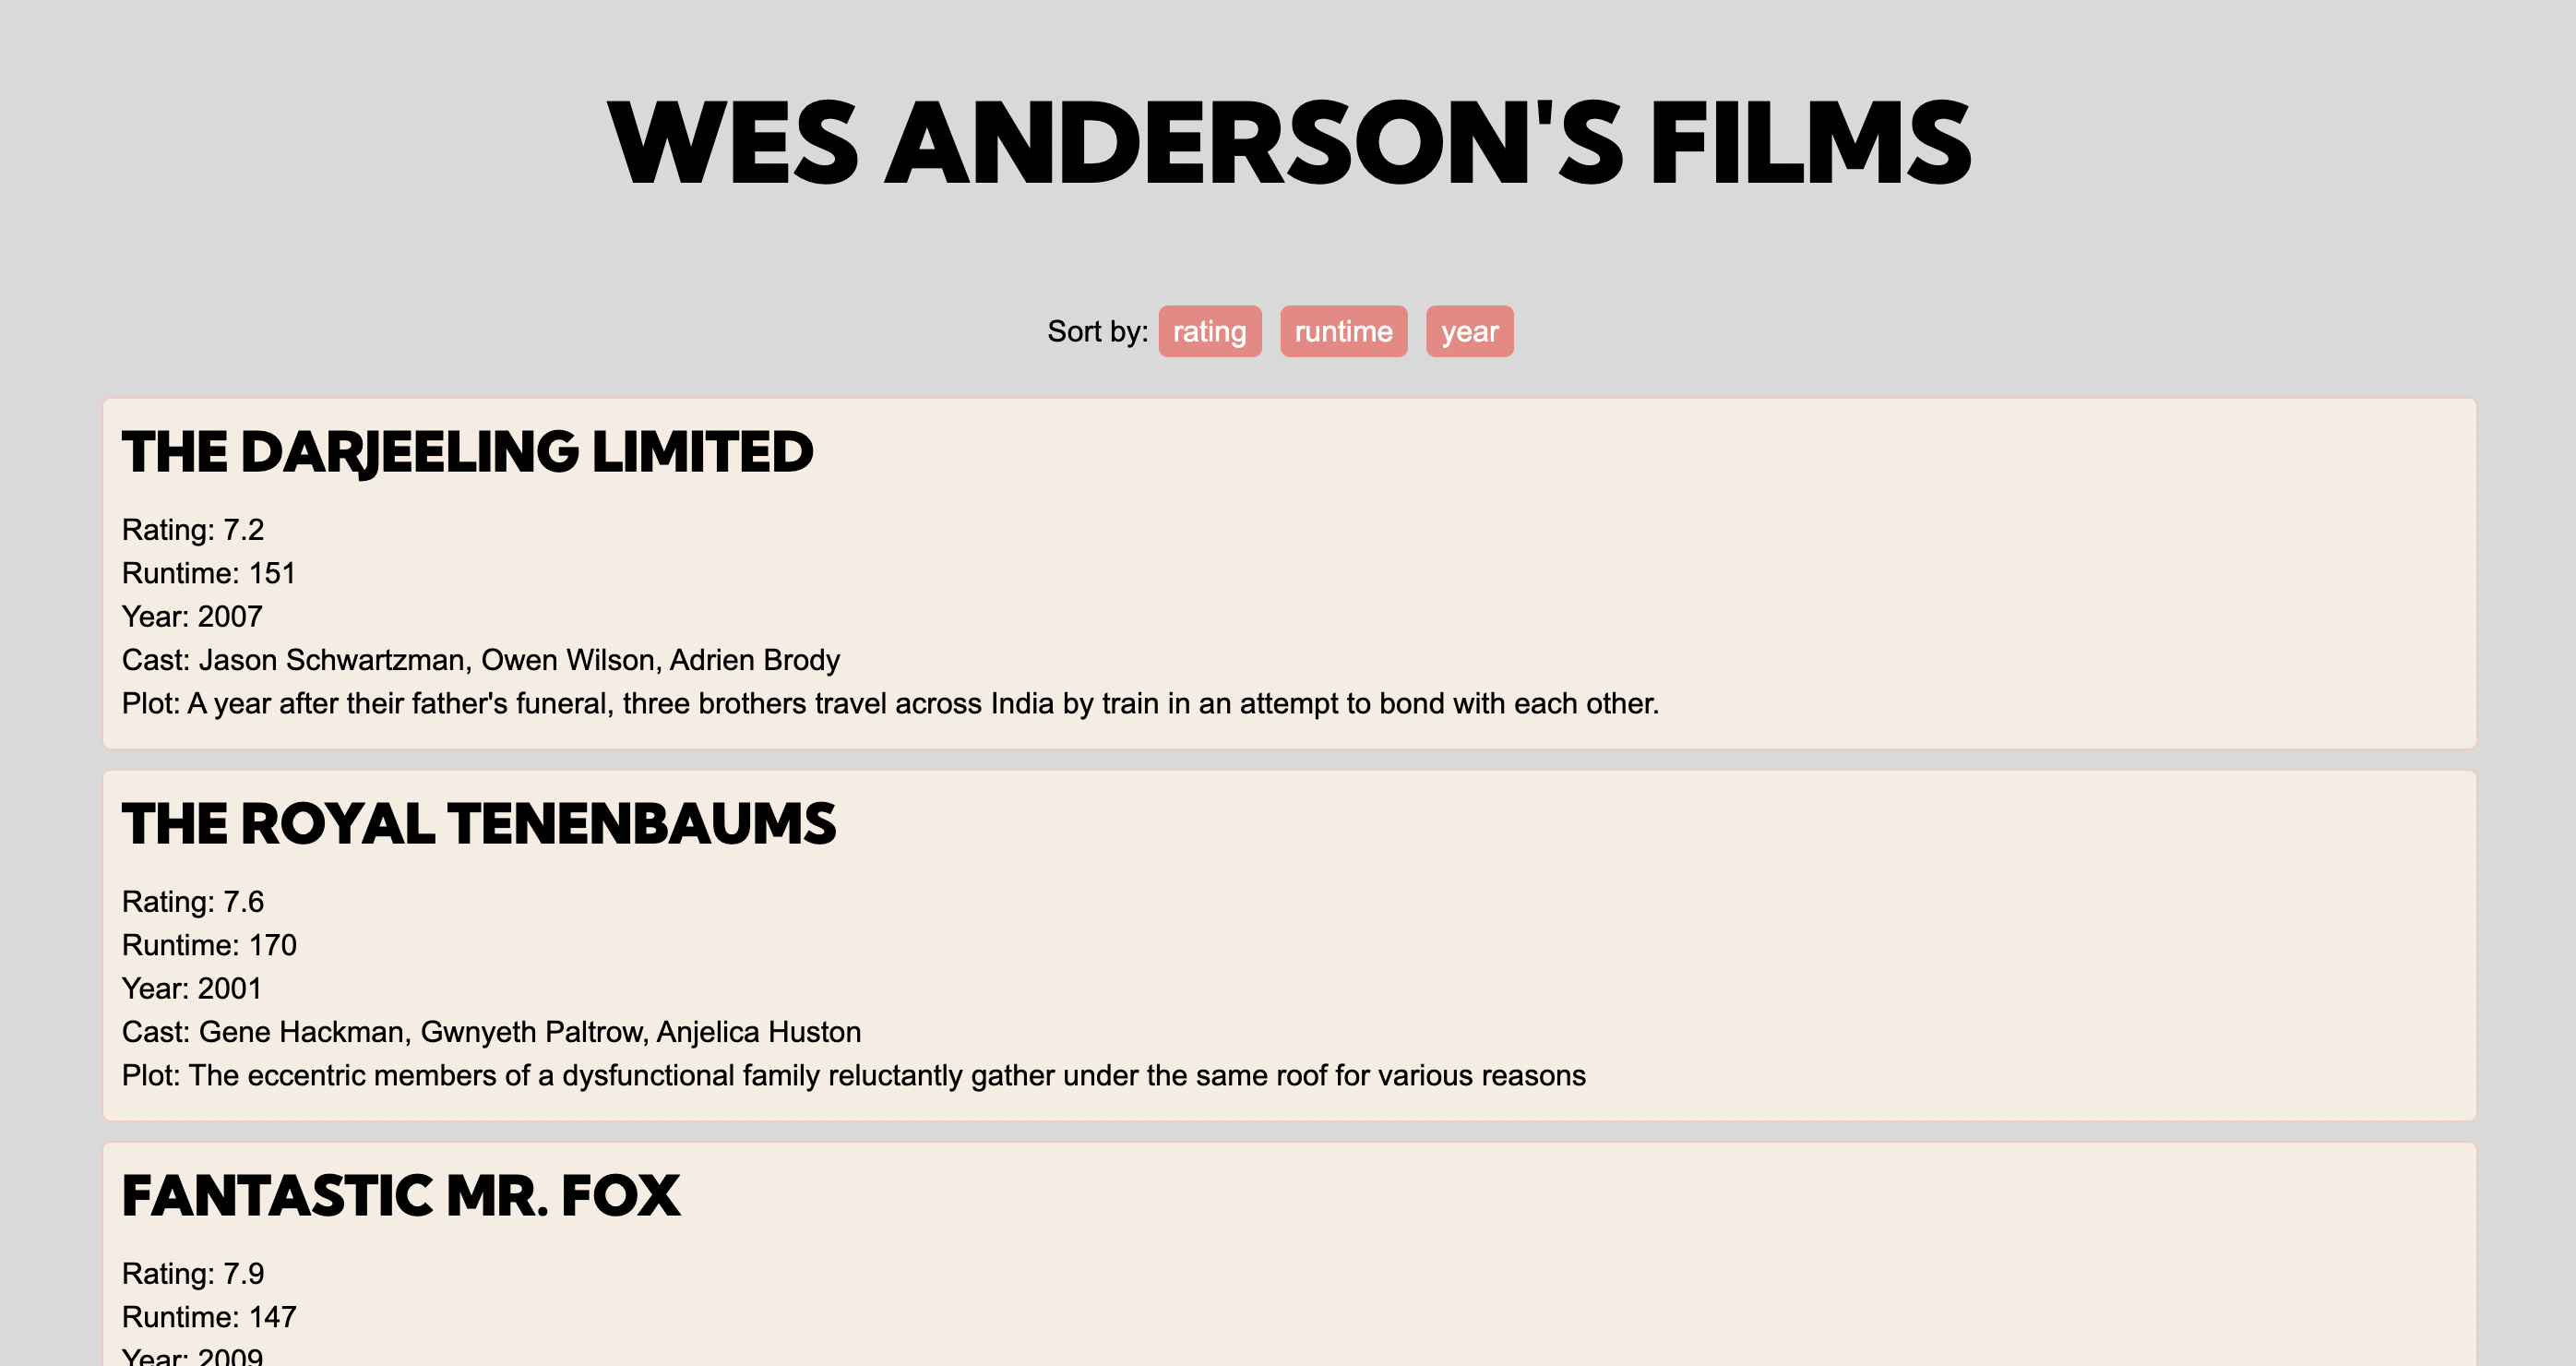 WES ANDERSON'S FILMS
Sort by: rating runtime year
THE DARJEELING LIMITED
Rating: 7.2
Runtime: 151
Year: 2007
Cast: Jason Schwartzman, Owen Wilson, Adrien Brody
Plot: A year after their father's funeral, three brothers travel across India by train in an attempt to bond with each other.
THE ROYAL TENENBAUMS
Rating: 7.6
Runtime: 170
Year: 2001
Cast: Gene Hackman, Gwnyeth Paltrow, Anjelica Huston
Plot: The eccentric members of a dysfunctional family reluctantly gather under the same roof for various reasons
FANTASTIC MR. FOX
Rating: 7.9
Runtime: 147
Year: 2009